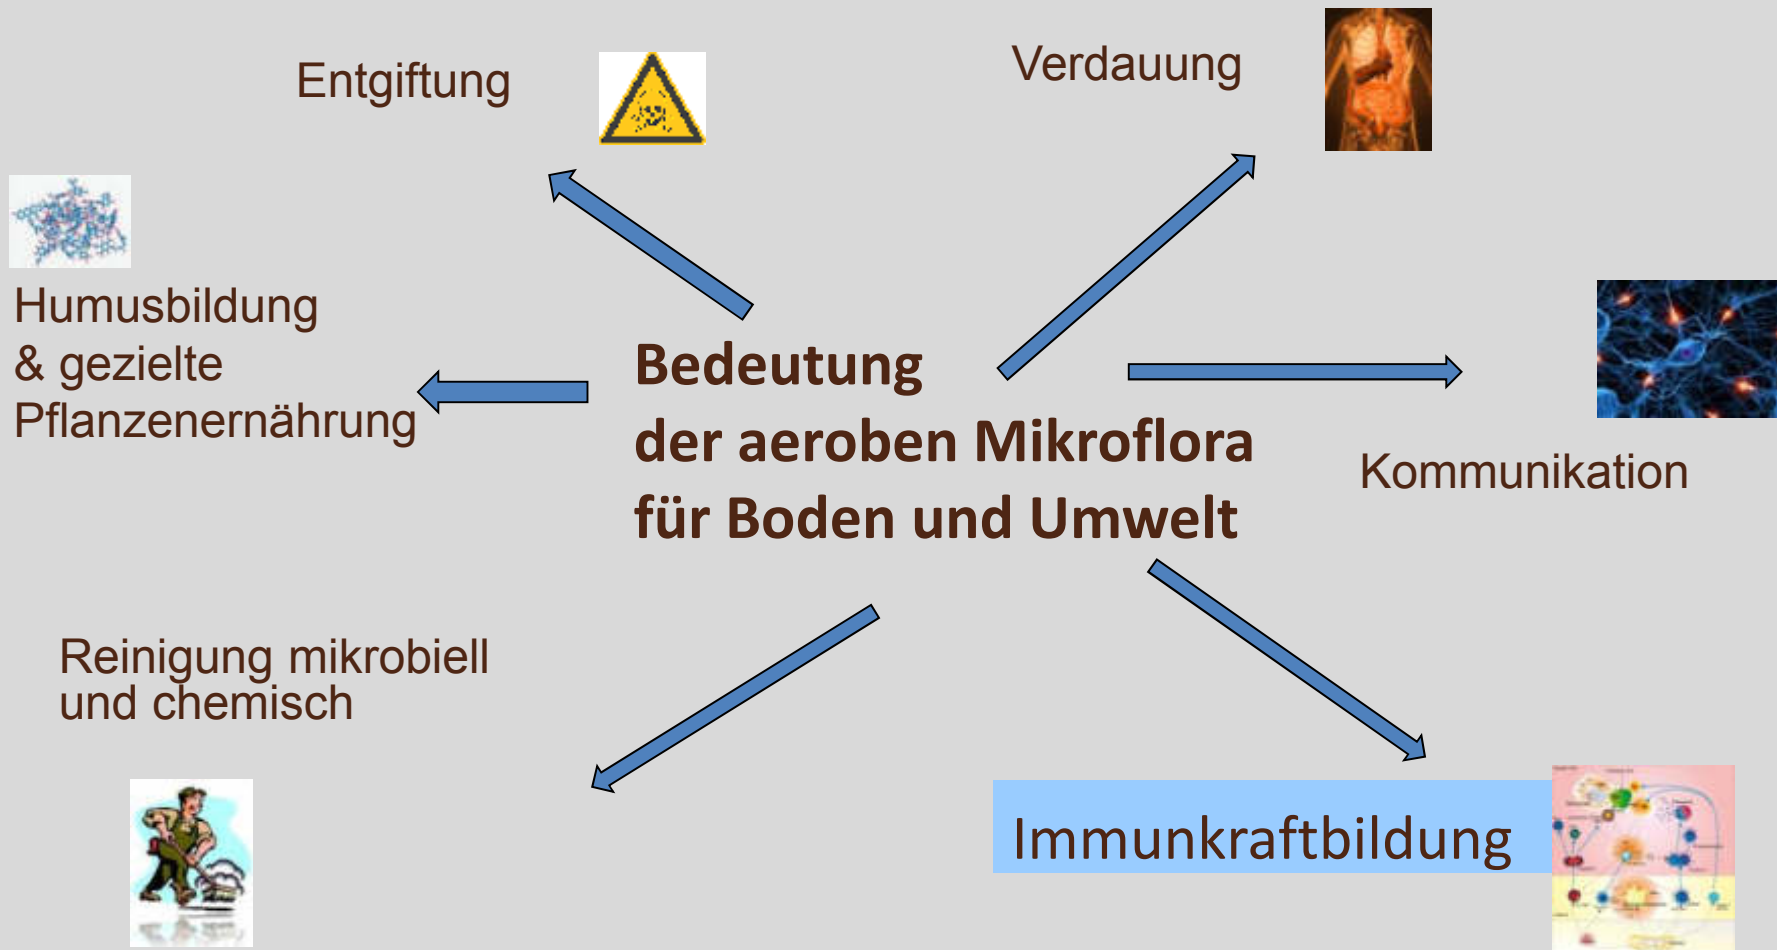 Entgiftung
Verdauung
Humusbildung
& gezielte
Pflanzenernährung
Bedeutung
der aeroben Mikroflora
für Boden und Umwelt
Kommunikation
Reinigung mikrobiell
und chemisch
Immunkraftbildung